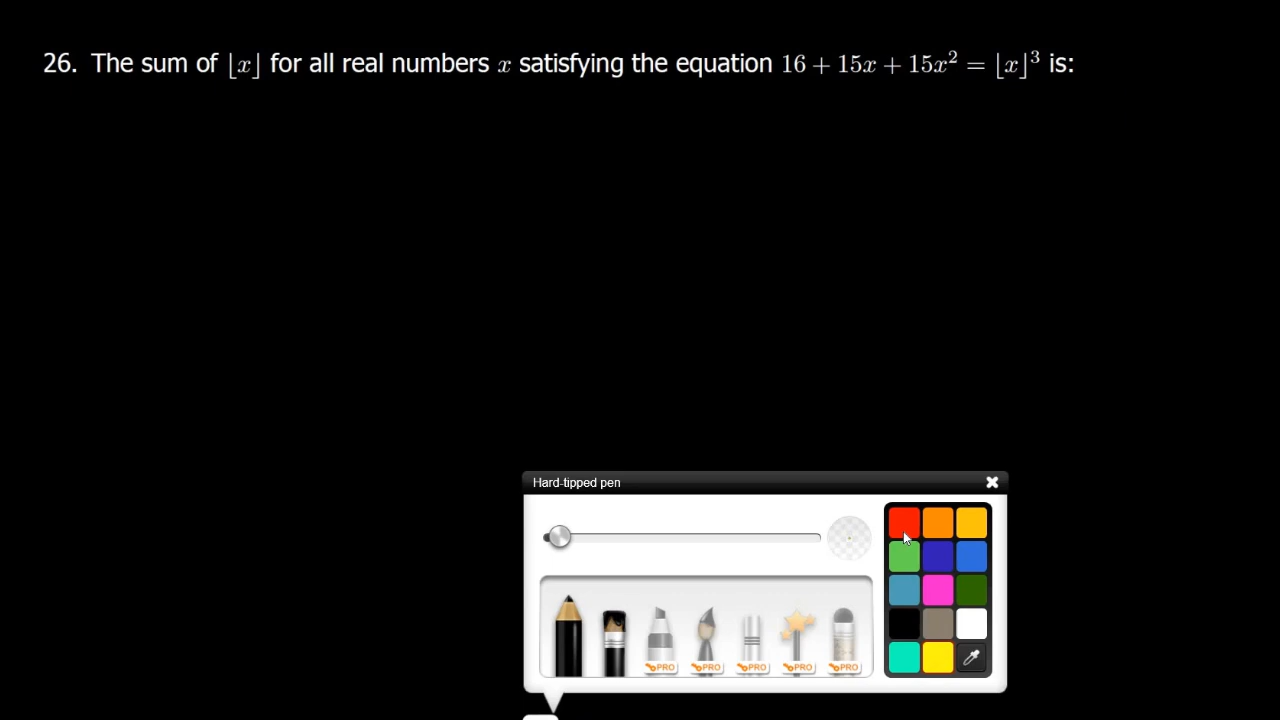 26. The sum of ⌊x⌋ for all real numbers x satisfying the equation 16 + 15x + 15x² = ⌊x⌋³ is:
Hard-tipped pen
PRO PRO PRO PRO PRO